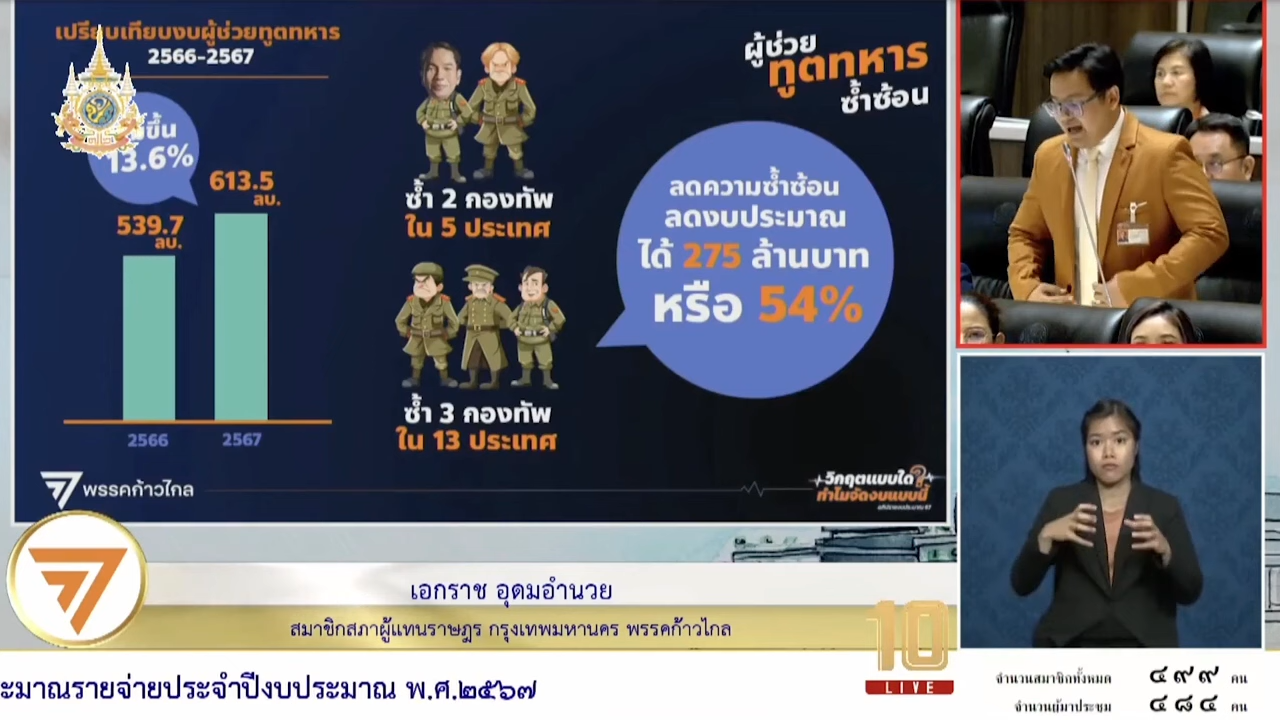 เปรียบเทียบงบผู้ช่วยทูตทหาร
2566-2567
13.6%
539.7
ลบ.
613.5
ลบ.
2566
2567
ซ้ำ 2 กองทัพ
ใน 5 ประเทศ
ซ้ำ 3 กองทัพ
ใน 13 ประเทศ
ผู้ช่วย
ทูตทหาร
ซ้ำซ้อน
ลดความซ้ำซ้อน
ลดงบประมาณ
ได้ 275 ล้านบาท
หรือ 54%
พรรคก้าวไกล
วิกฤตแบบใด?
ทำไมจัดงบแบบนี้
เอกราช อุดมอำนวย
สมาชิกสภาผู้แทนราษฎร กรุงเทพมหานคร พรรคก้าวไกล
10
LIVE
ะมาณรายจ่ายประจำปีงบประมาณ พ.ศ.๒๕๖๗
จำนวนสมาชิกทั้งหมด ๔๙๙ คน
จำนวนผู้มาประชุม ๔๘๔ คน